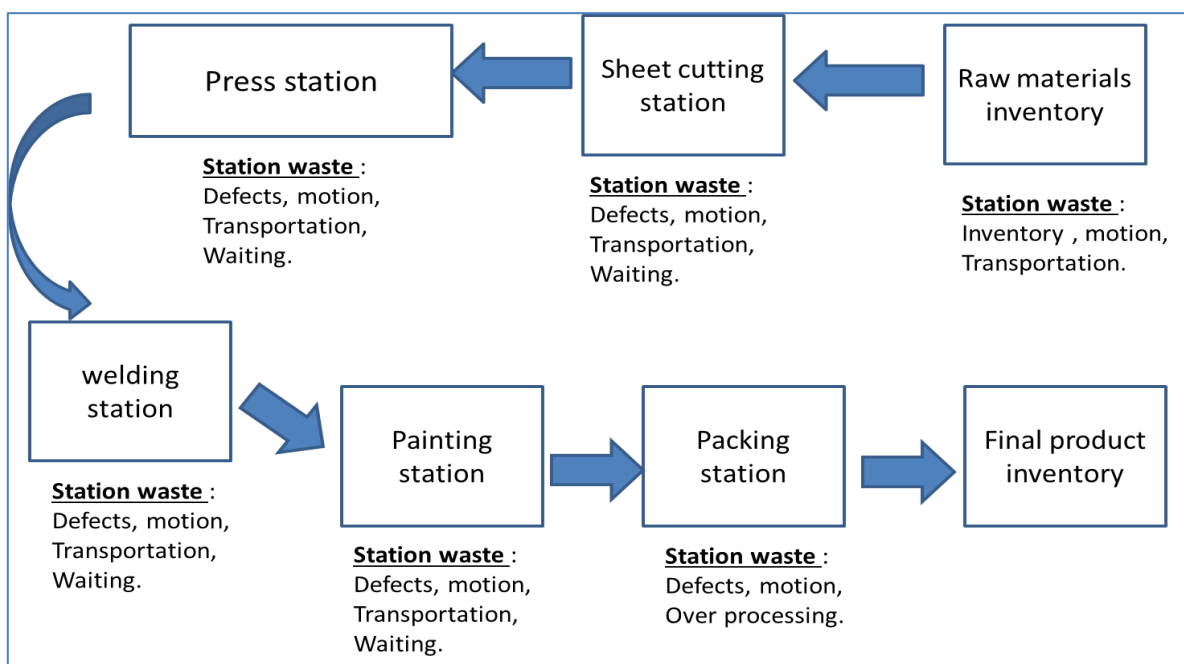 Press station
Station waste :
Defects, motion,
Transportation,
Waiting.
Sheet cutting
station
Station waste :
Defects, motion,
Transportation,
Waiting.
Raw materials
inventory
Station waste :
Inventory , motion,
Transportation.
welding
station
Station waste :
Defects, motion,
Transportation,
Waiting.
Painting
station
Station waste :
Defects, motion,
Transportation,
Waiting.
Packing
station
Station waste :
Defects, motion,
Over processing.
Final product
inventory